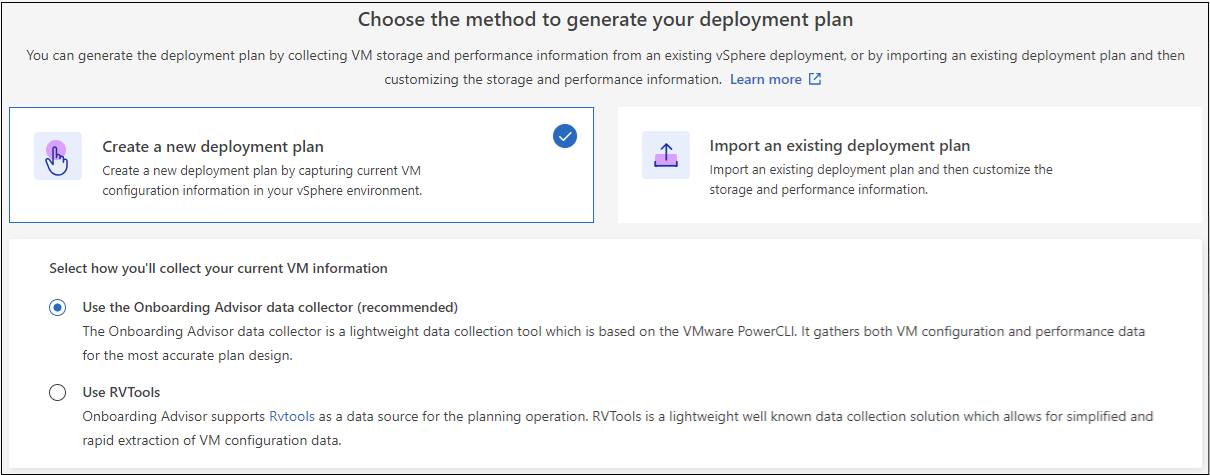 Choose the method to generate your deployment plan
You can generate the deployment plan by collecting VM storage and performance information from an existing vSphere deployment, or by importing an existing deployment plan and then
customizing the storage and performance information. Learn more
Create a new deployment plan
Create a new deployment plan by capturing current VM
configuration information in your vSphere environment.
Import an existing deployment plan
Import an existing deployment plan and then customize the
storage and performance information.
Select how you'll collect your current VM information
Use the Onboarding Advisor data collector (recommended)
The Onboarding Advisor data collector is a lightweight data collection tool which is based on the VMware PowerCLI. It gathers both VM configuration and performance data
for the most accurate plan design.
Use RVTools
Onboarding Advisor supports Rvtools as a data source for the planning operation. RVTools is a lightweight well known data collection solution which allows for simplified and
rapid extraction of VM configuration data.